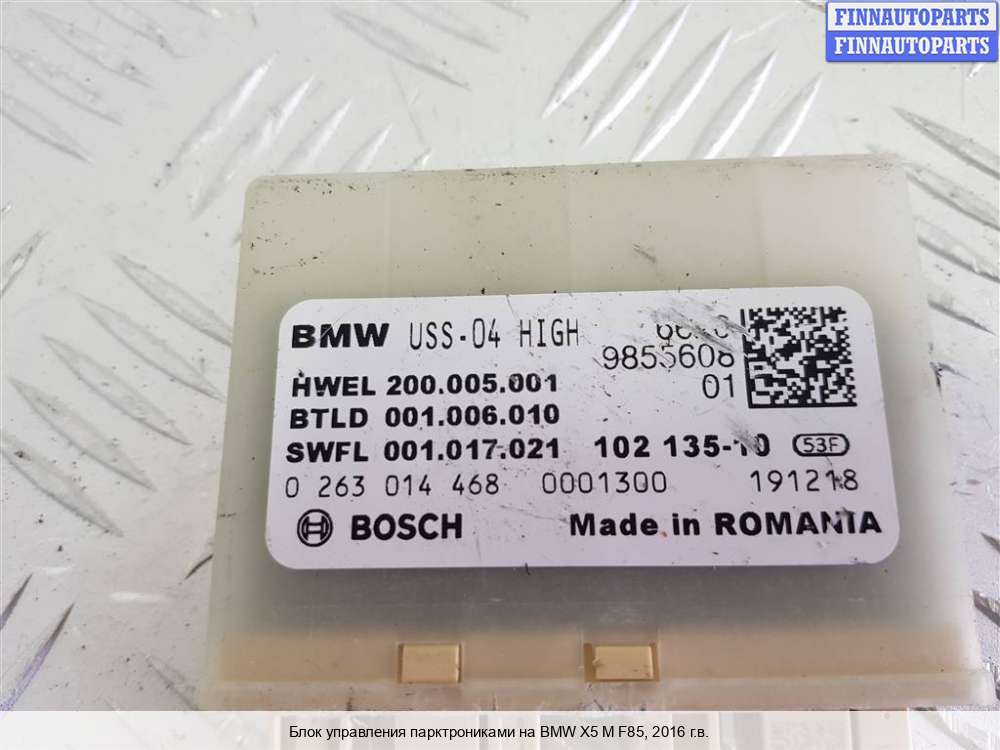 FINNAUTOPARTS
FINNAUTOPARTS
BMW USS-04 HIGH
9855608
HWEL 200.005.001 01
BTLD 001.006.010
SWFL 001.017.021 102 135-10 53F
0 263 014 468 0001300 191218
BOSCH Made in ROMANIA
Блок управления парктрониками на BMW X5 M F85, 2016 г.в.